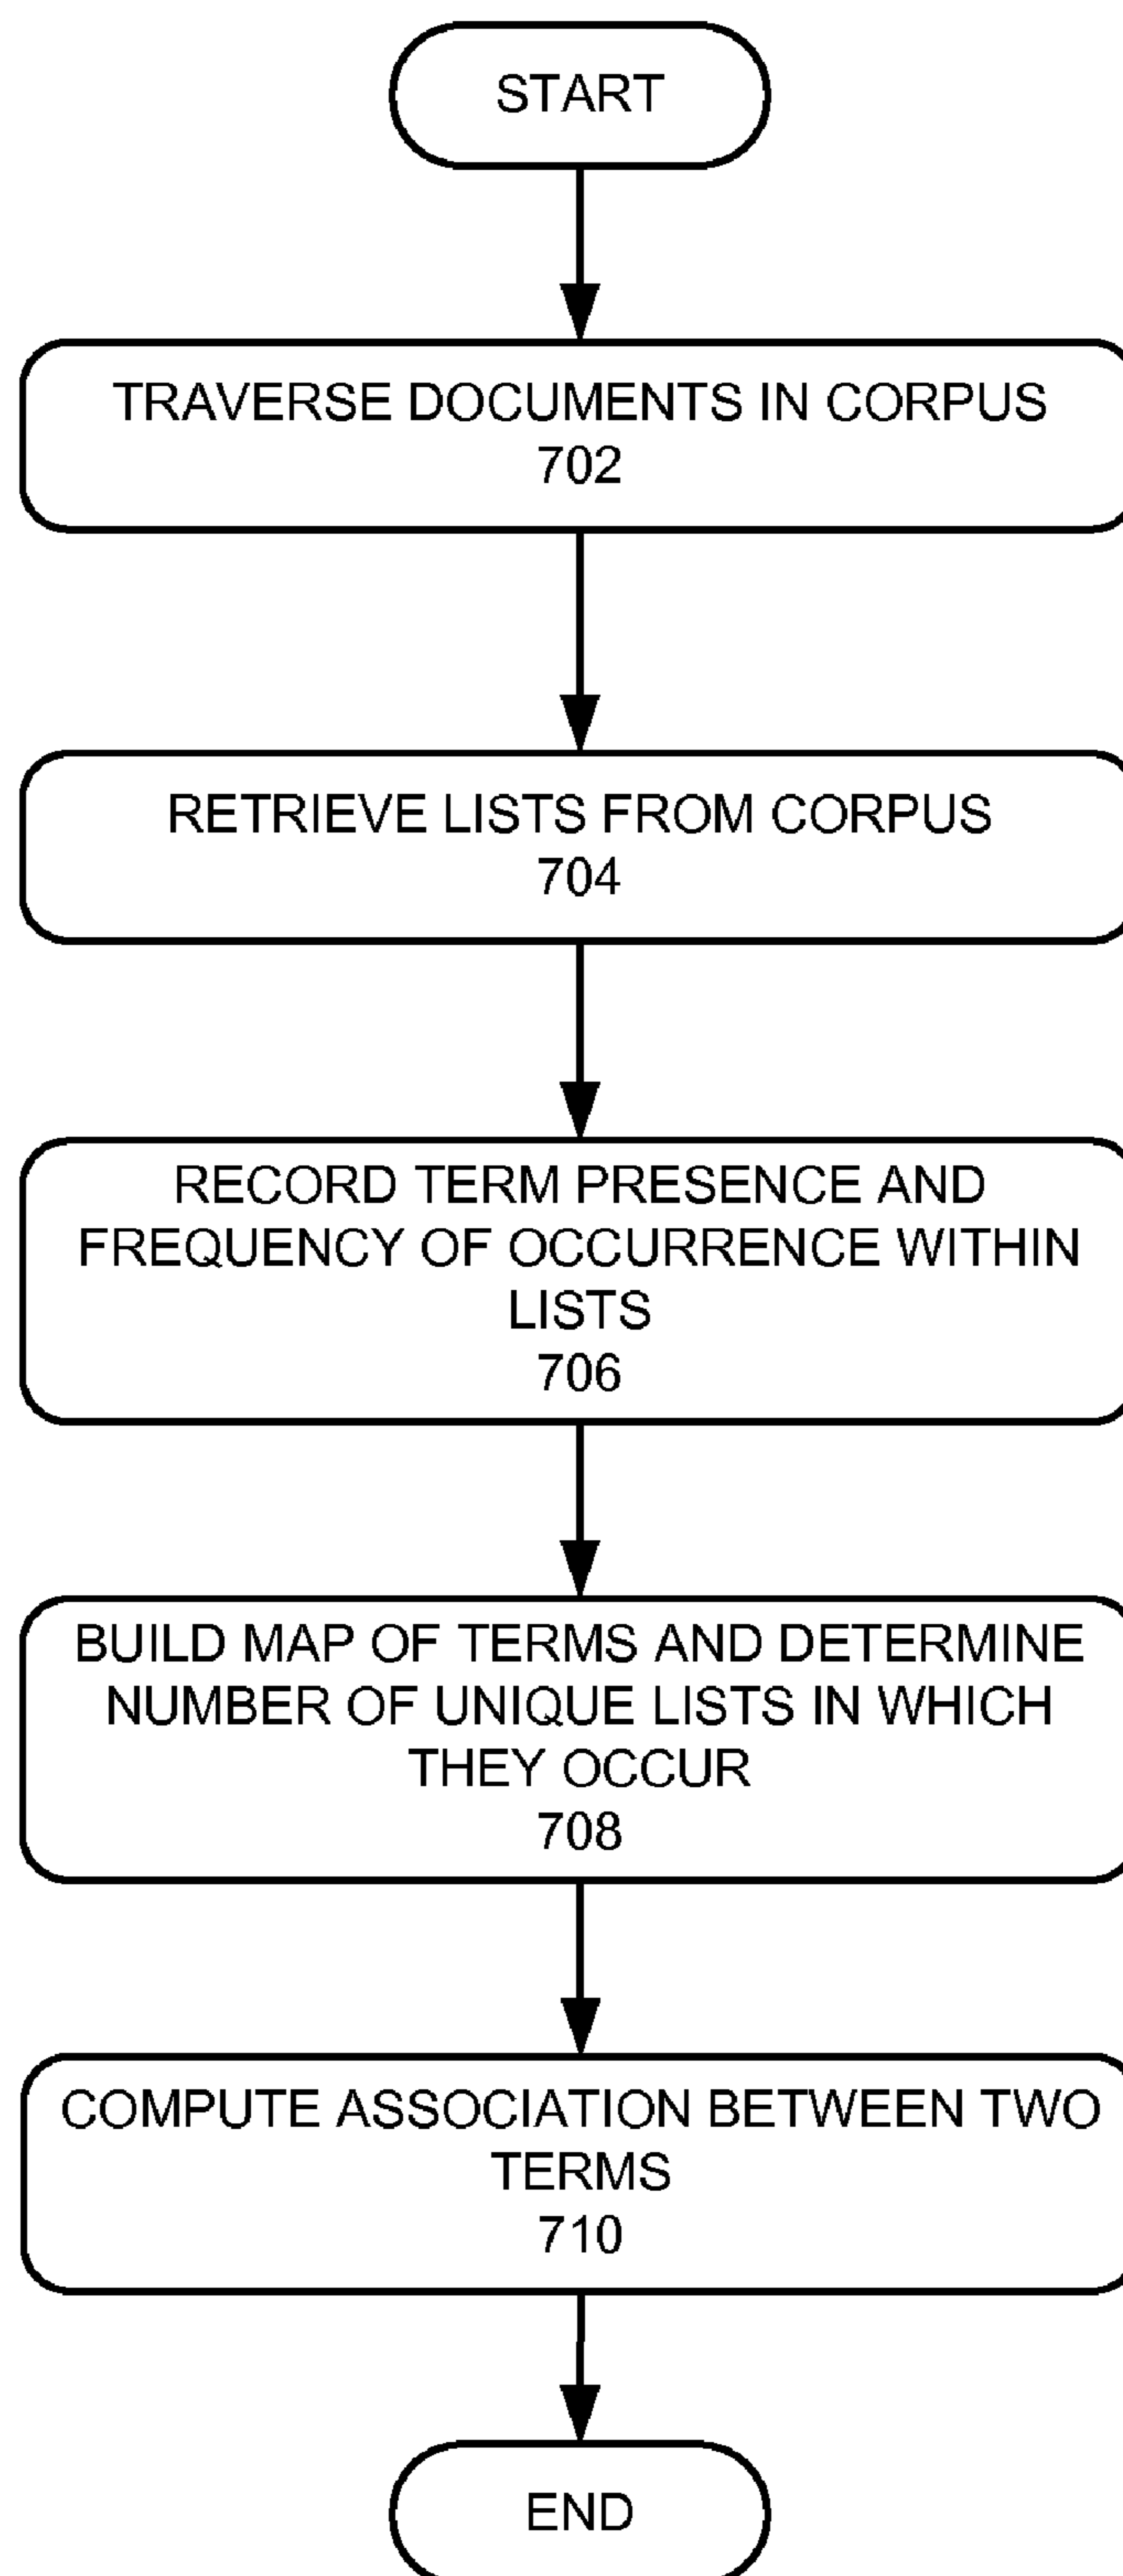 START
TRAVERSE DOCUMENTS IN CORPUS
702
RETRIEVE LISTS FROM CORPUS
704
RECORD TERM PRESENCE AND
FREQUENCY OF OCCURRENCE WITHIN
LISTS
706
BUILD MAP OF TERMS AND DETERMINE
NUMBER OF UNIQUE LISTS IN WHICH
THEY OCCUR
708
COMPUTE ASSOCIATION BETWEEN TWO
TERMS
710
END